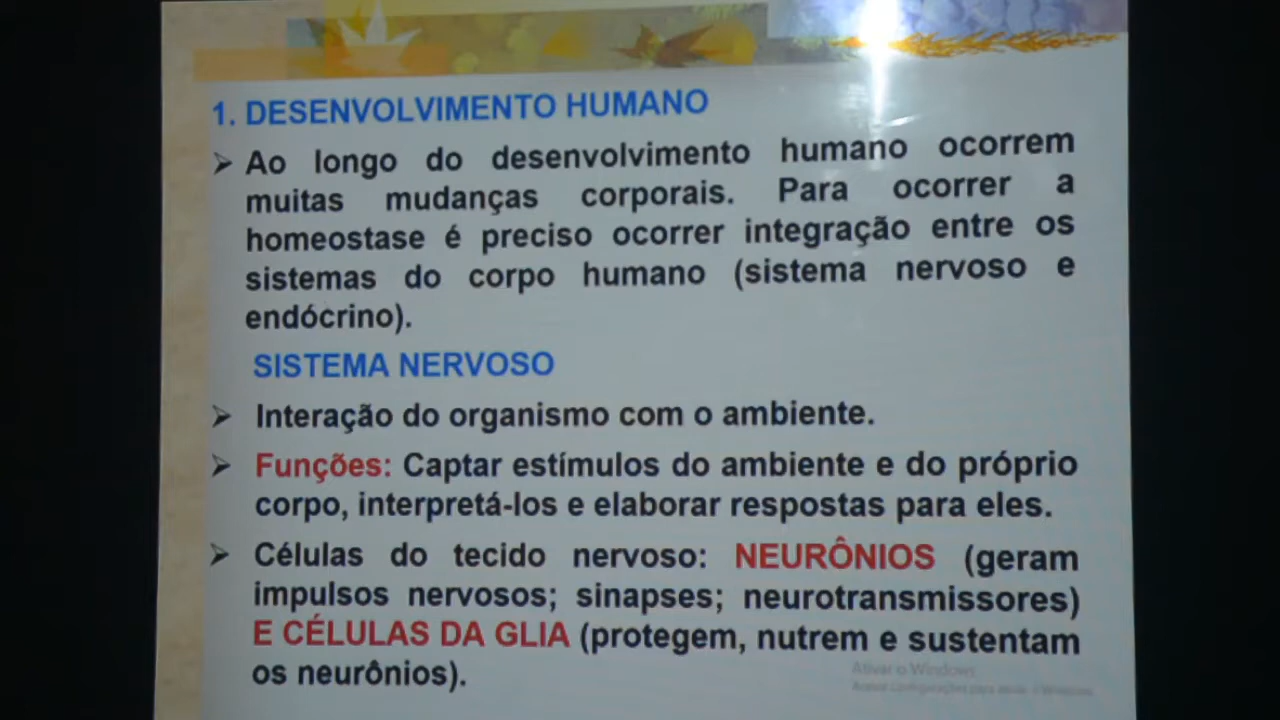 1. DESENVOLVIMENTO HUMANO
➢ Ao longo do desenvolvimento humano ocorrem
muitas mudanças corporais. Para ocorrer a
homeostase é preciso ocorrer integração entre os
sistemas do corpo humano (sistema nervoso e
endócrino).
SISTEMA NERVOSO
➢ Interação do organismo com o ambiente.
➢ Funções: Captar estímulos do ambiente e do próprio
corpo, interpretá-los e elaborar respostas para eles.
➢ Células do tecido nervoso: NEURÔNIOS (geram
impulsos nervosos; sinapses; neurotransmissores)
E CÉLULAS DA GLIA (protegem, nutrem e sustentam
os neurônios).
Ativar o Windows